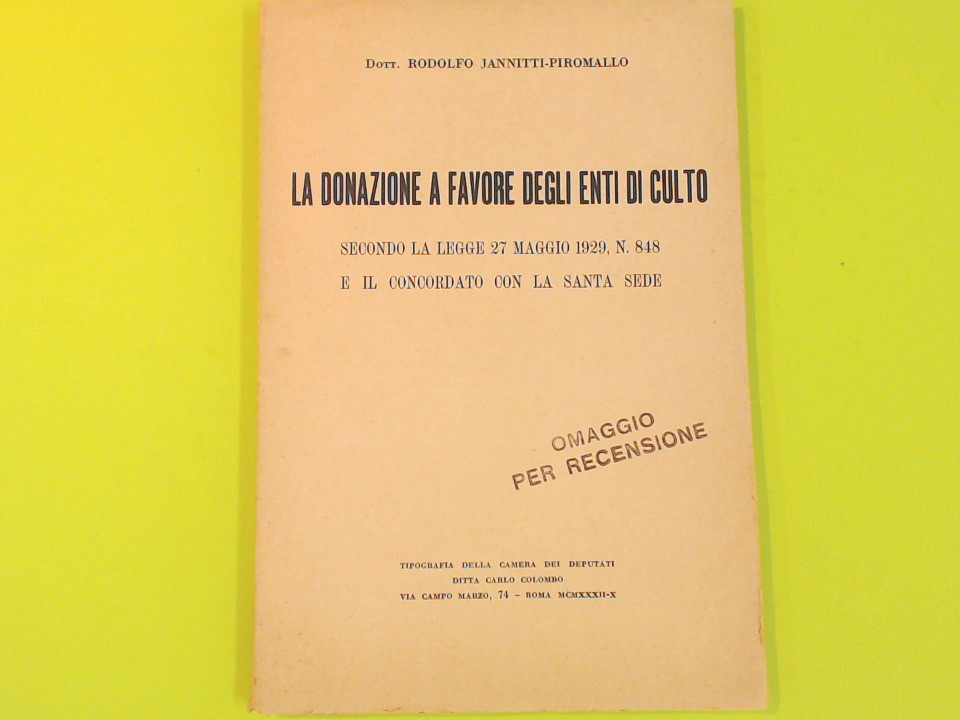 Dott. RODOLFO JANNITTI-PIROMALLO
LA DONAZIONE A FAVORE DEGLI ENTI DI CULTO
SECONDO LA LEGGE 27 MAGGIO 1929, N. 848
E IL CONCORDATO CON LA SANTA SEDE
OMAGGIO
PER RECENSIONE
TIPOGRAFIA DELLA CAMERA DEI DEPUTATI
DITTA CARLO COLOMBO
VIA CAMPO MARZO, 74 – ROMA MCMXXXII-X